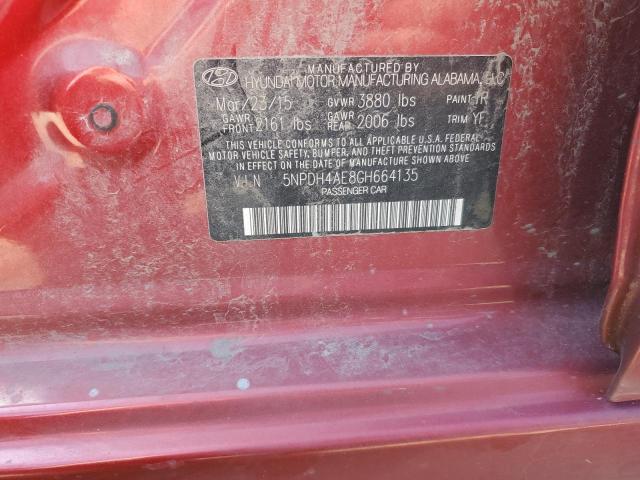 MANUFACTURED BY
HYUNDAI MOTOR MANUFACTURING ALABAMA, LLC
Mar/23/15 GVWR 3880 lbs PAINT YR
GAWR FRONT 2161 lbs GAWR REAR 2006 lbs TRIM YF
THIS VEHICLE CONFORMS TO ALL APPLICABLE U.S.A. FEDERAL
MOTOR VEHICLE SAFETY, BUMPER, AND THEFT PREVENTION STANDARDS
IN EFFECT ON THE DATE OF MANUFACTURE SHOWN ABOVE.
V.I.N 5NPDH4AE8GH664135
PASSENGER CAR